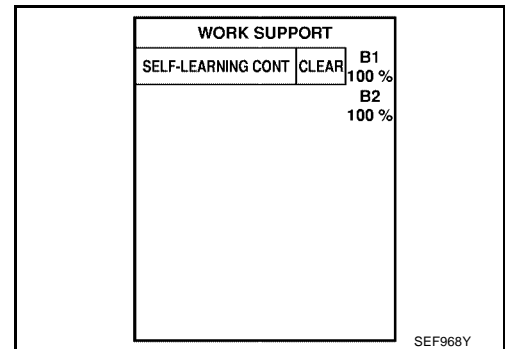 WORK SUPPORT
SELF-LEARNING CONT CLEAR B1
100 %
B2
100 %
SEF968Y